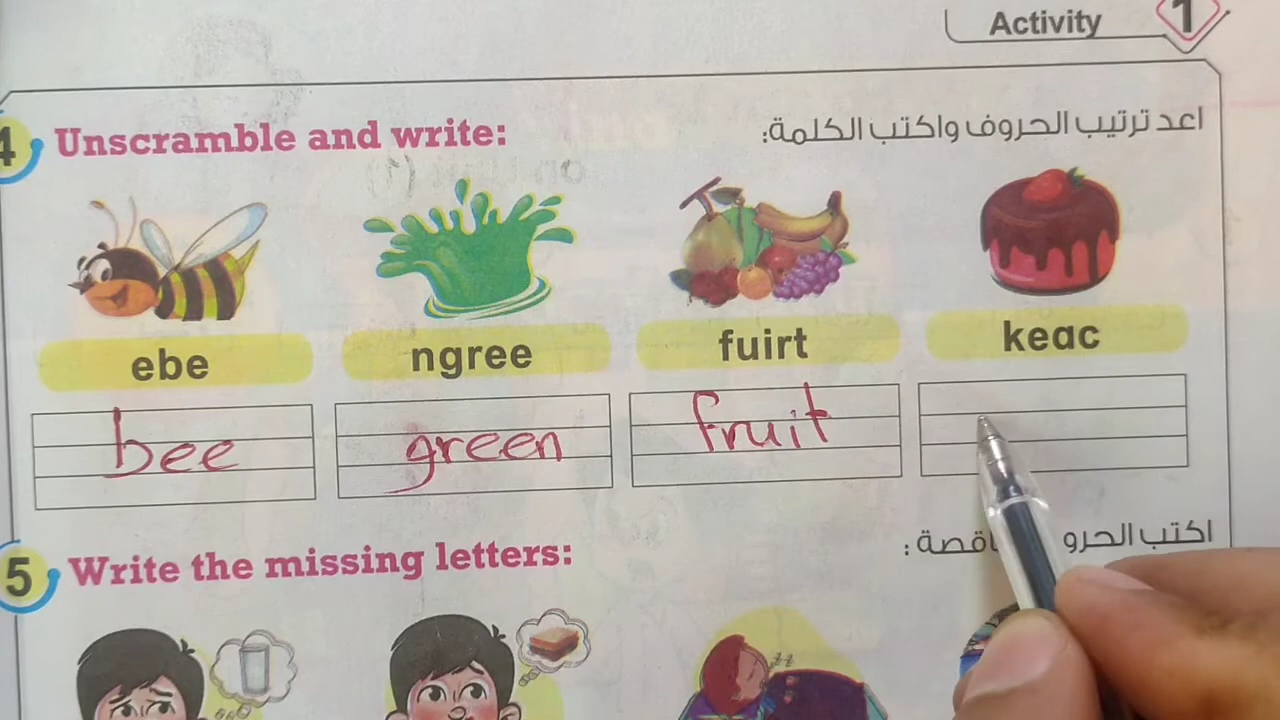 Activity 1
4 Unscramble and write:
اعد ترتيب الحروف واكتب الكلمة:
ebe ngree fuirt keac
bee green fruit
5 Write the missing letters:
اكتب الحرو اقصة: